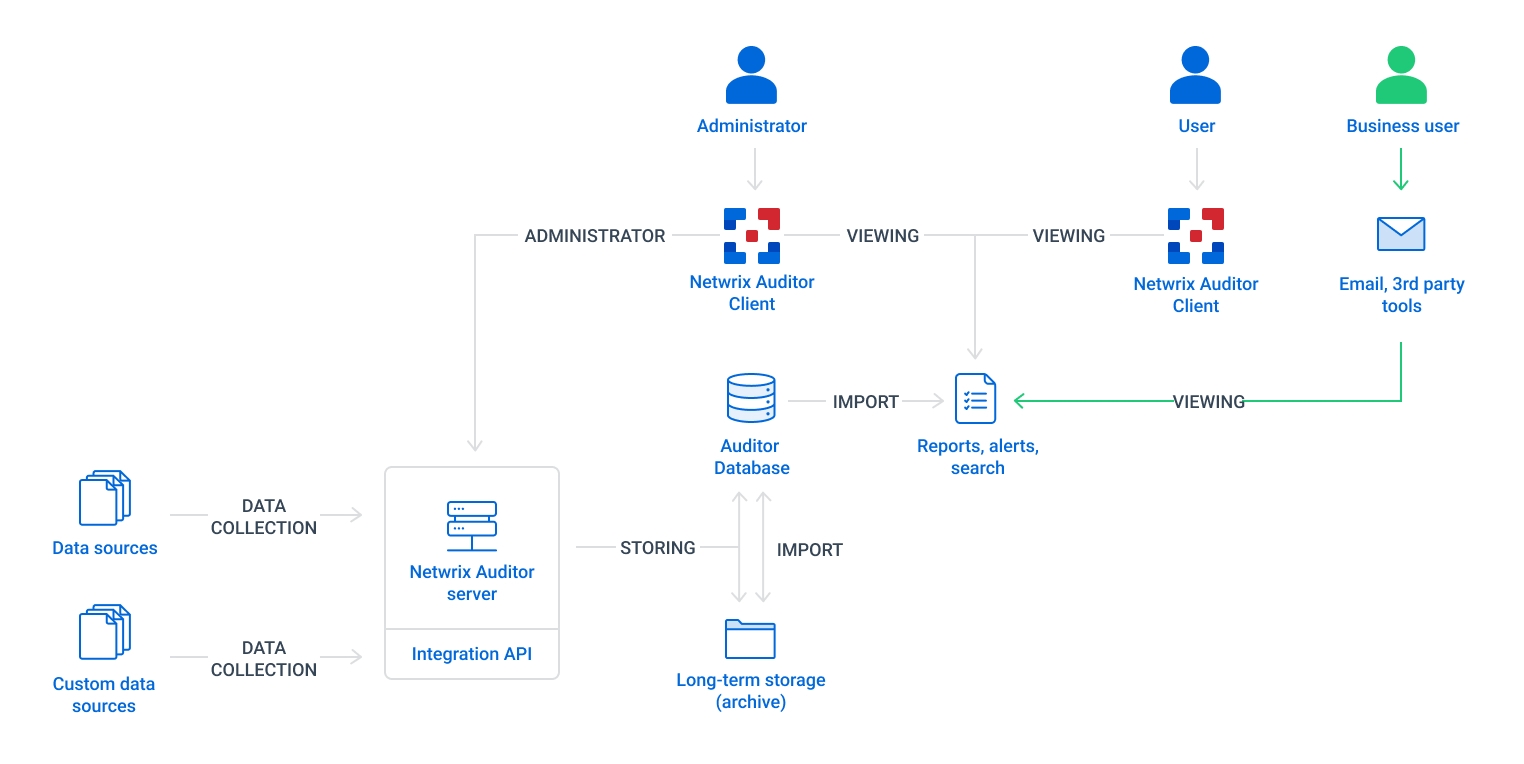 Administrator
User
Business user
ADMINISTRATOR
VIEWING
VIEWING
Netwrix Auditor
Client
Netwrix Auditor
Client
Email, 3rd party
tools
IMPORT
VIEWING
Auditor
Database
Reports, alerts,
search
Data sources
DATA
COLLECTION
Netwrix Auditor
server
STORING
IMPORT
Custom data
sources
DATA
COLLECTION
Integration API
Long-term storage
(archive)